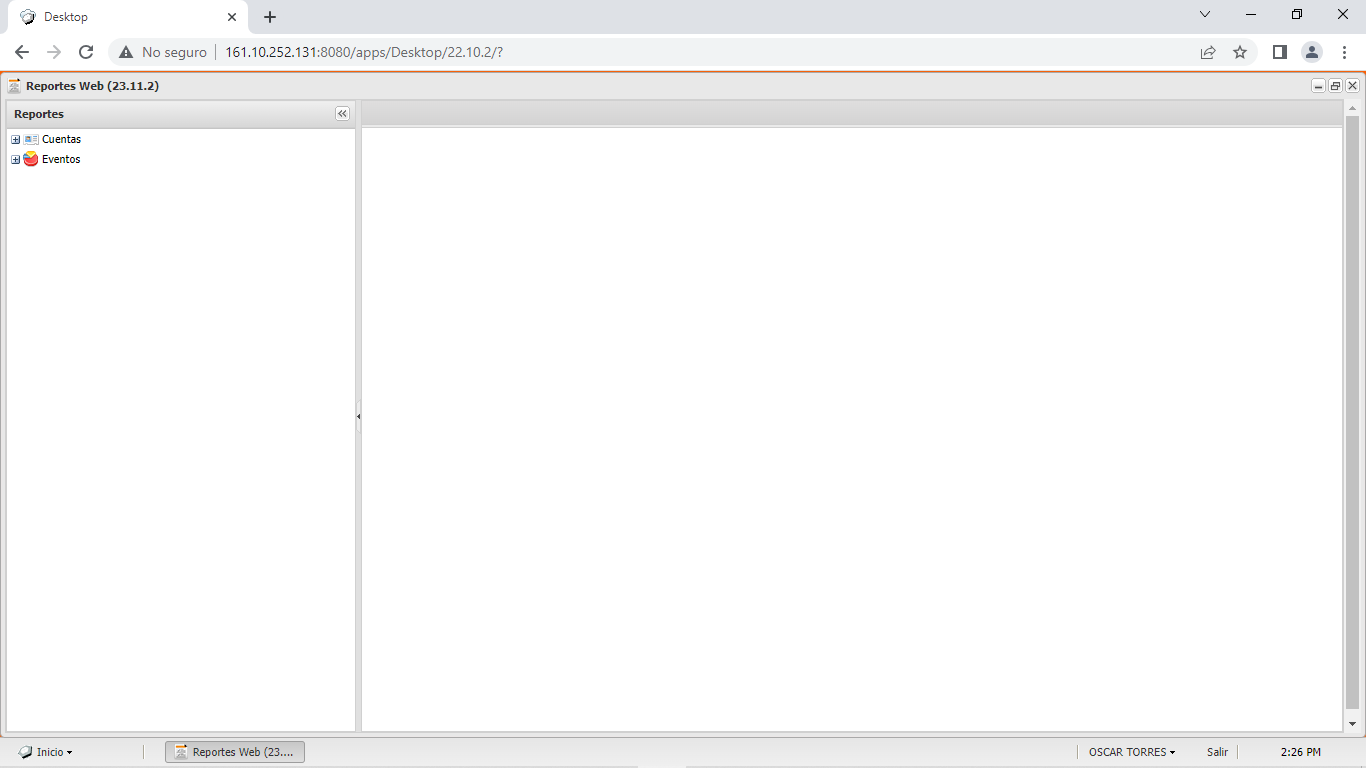 Desktop
No seguro
161.10.252.131:8080/apps/Desktop/22.10.2/?
Reportes Web (23.11.2)
Reportes
Cuentas
Eventos
Inicio
Reportes Web (23....
OSCAR TORRES
Salir
2:26 PM